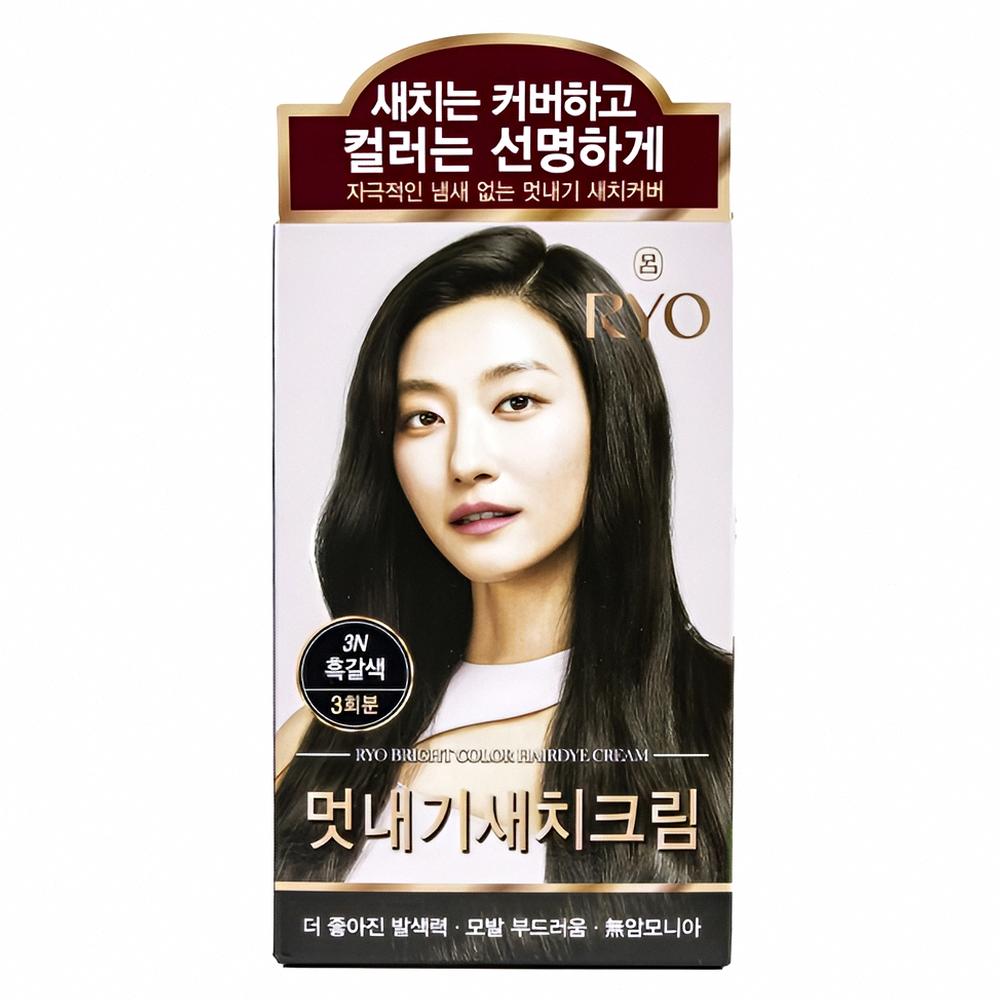 새치는 커버하고
컬러는 선명하게
자극적인 냄새 없는 멋내기 새치커버
呂
RYO
3N
흑갈색
3회분
RYO BRIGHT COLOR HAIRDYE CREAM
멋내기새치크림
더 좋아진 발색력 · 모발 부드러움 · 無암모니아